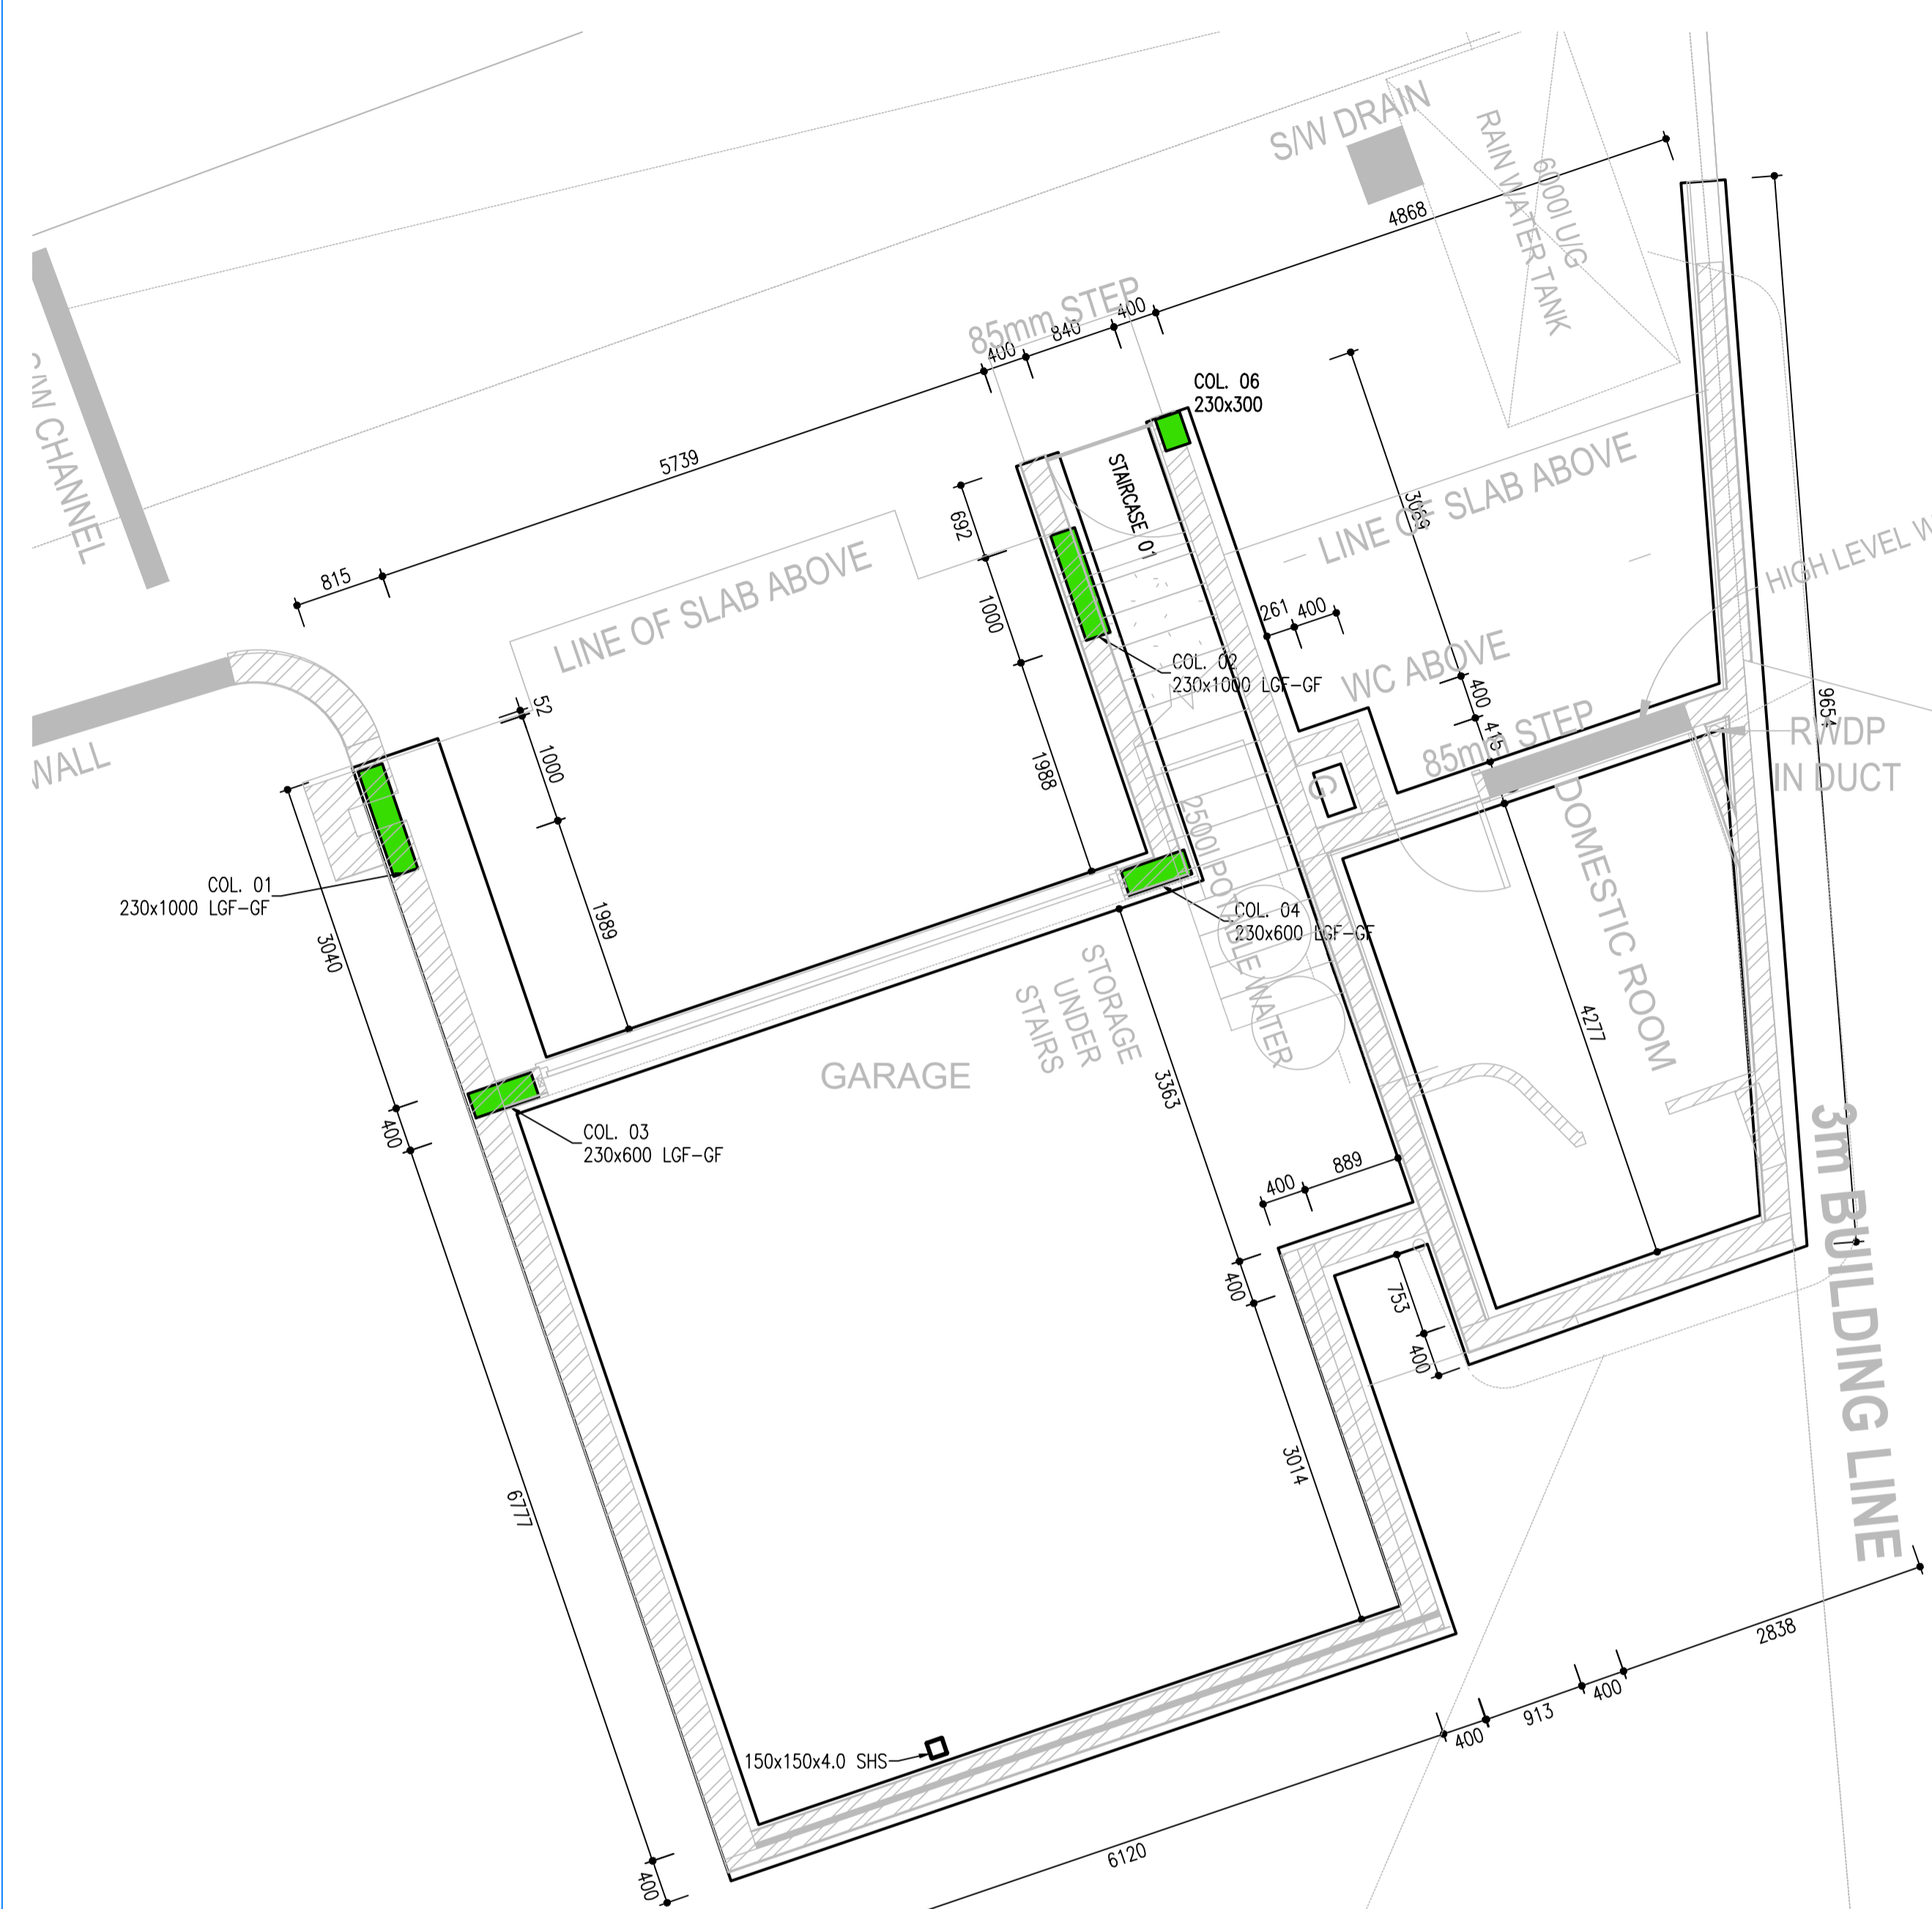 S/W DRAIN
6000l U/G
RAIN WATER TANK
4868
85mm STEP
400
840
400
COL. 06
230x300
5739
692
STAIRCASE 01
3089
LINE OF SLAB ABOVE
HIGH LEVEL W
CHANNEL
815
LINE OF SLAB ABOVE
1000
261
400
COL. 02
230x1000 LGF-GF
WC ABOVE
400
415
9654
52
1000
85mm STEP
RWDP
IN DUCT
WALL
1988
G
2500l POTABLE WATER
DOMESTIC ROOM
COL. 01
230x1000 LGF-GF
3040
1989
COL. 04
230x600 LGF-GF
STORAGE
UNDER
STAIRS
GARAGE
4277
3363
400
COL. 03
230x600 LGF-GF
400
889
3m BUILDING LINE
400
753
400
3014
6777
2838
400
913
400
150x150x4.0 SHS
6120
400